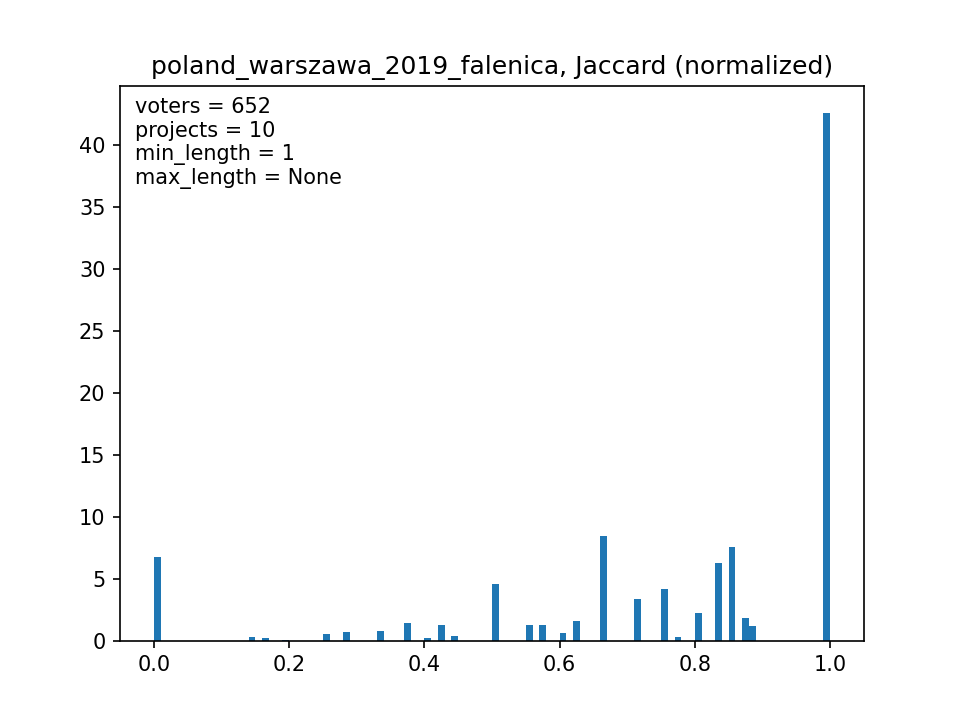 poland_warszawa_2019_falenica, Jaccard (normalized)
voters = 652
projects = 10
min_length = 1
max_length = None
40
35
30
25
20
15
10
5
0
0.0 0.2 0.4 0.6 0.8 1.0